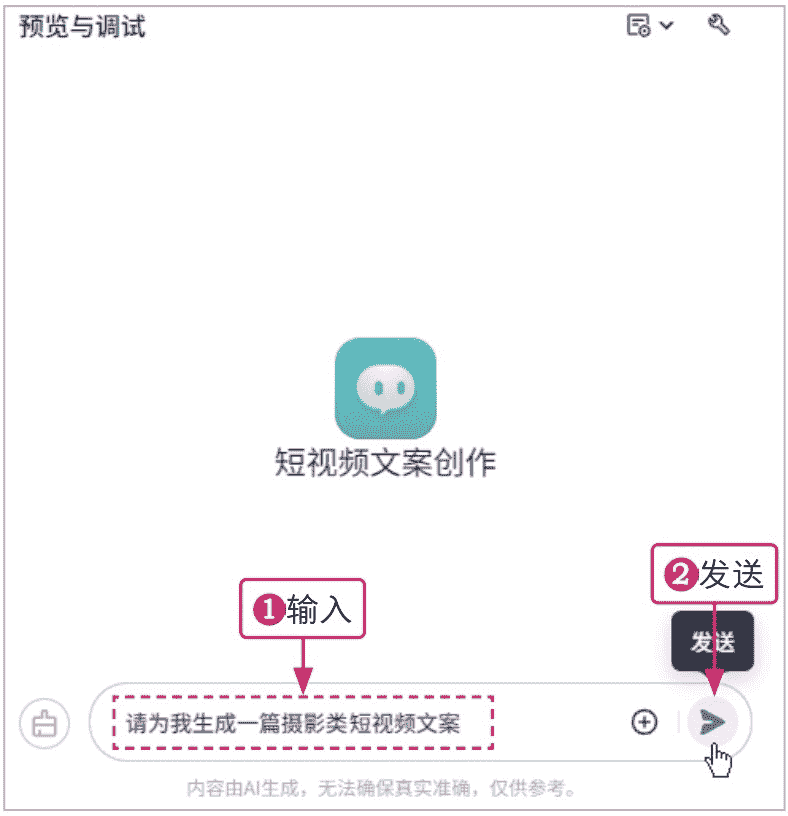 预览与调试
短视频文案创作
❶输入
❷发送
发送
请为我生成一篇摄影类短视频文案
内容由AI生成，无法确保真实准确，仅供参考。